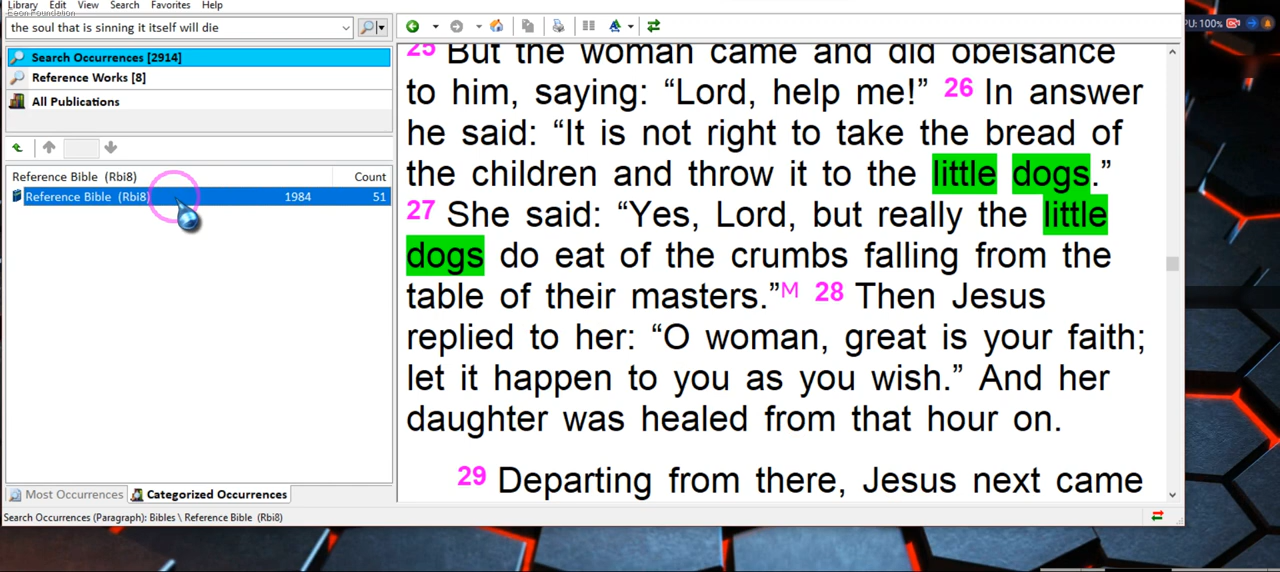 Library Edit View Search Favorites Help
the soul that is sinning it itself will die
Search Occurrences [2914]
Reference Works [8]
All Publications
Reference Bible (Rbi8) Count
Reference Bible (Rbi8) 1984 51
Most Occurrences Categorized Occurrences
Search Occurrences (Paragraph): Bibles \ Reference Bible (Rbi8)
25 But the woman came and did obeisance
to him, saying: “Lord, help me!” 26 In answer
he said: “It is not right to take the bread of
the children and throw it to the little dogs.”
27 She said: “Yes, Lord, but really the little
dogs do eat of the crumbs falling from the
table of their masters.”M 28 Then Jesus
replied to her: “O woman, great is your faith;
let it happen to you as you wish.” And her
daughter was healed from that hour on.
29 Departing from there, Jesus next came
PU: 100%